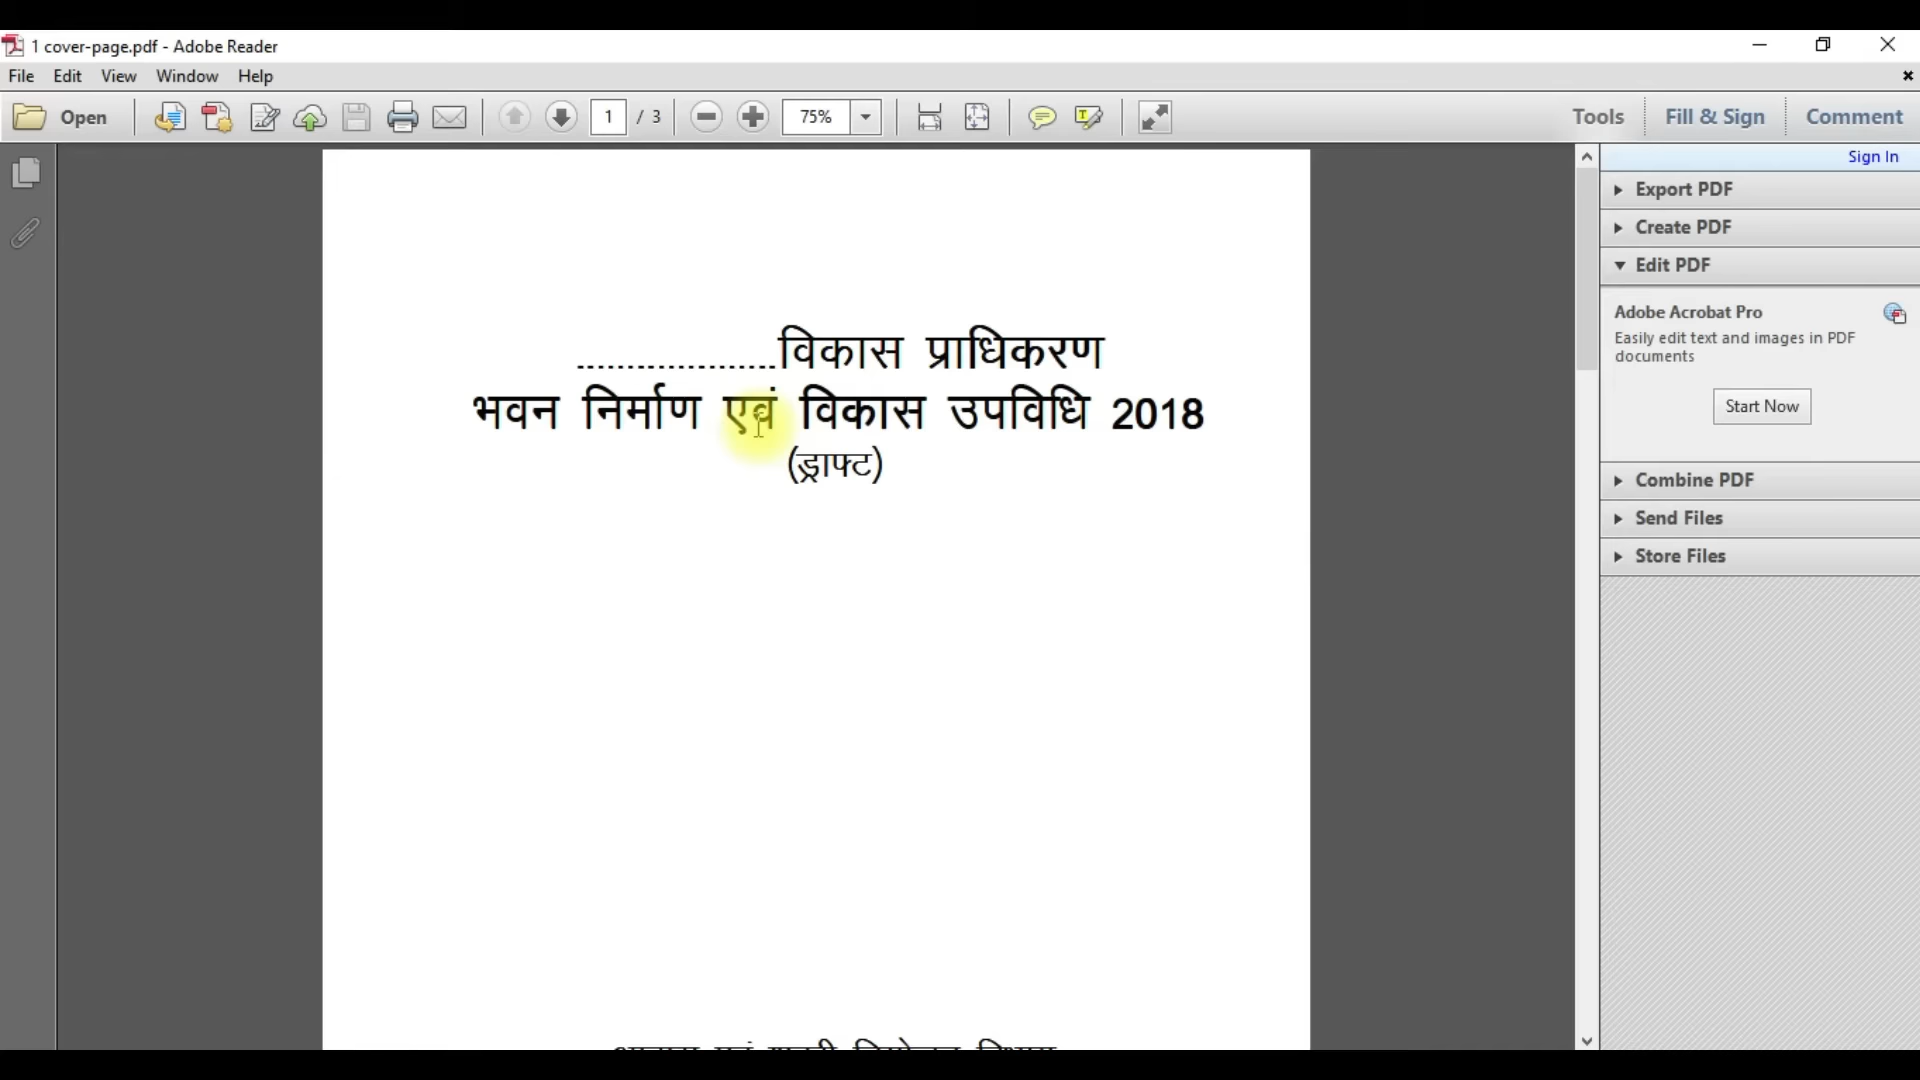 1 cover-page.pdf - Adobe Reader
File Edit View Window Help
Open 1 / 3 75% Tools Fill & Sign Comment
Sign In
Export PDF
Create PDF
Edit PDF
Adobe Acrobat Pro
Easily edit text and images in PDF
documents
Start Now
Combine PDF
Send Files
Store Files
...................विकास प्राधिकरण
भवन निर्माण एवं विकास उपविधि 2018
(ड्राफ्ट)